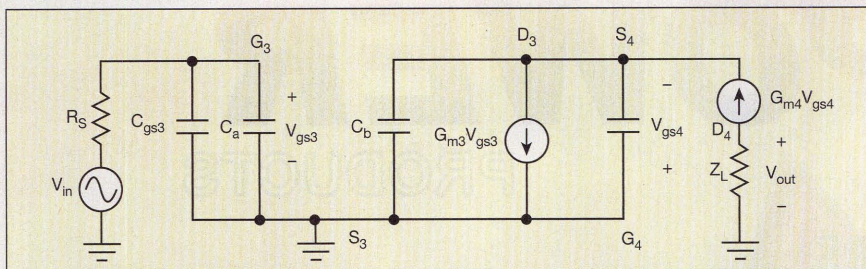 G3
D3
S4
RS
Cgs3
Ca
+
Vgs3
−
Cb
Gm3Vgs3
−
Vgs4
+
Gm4Vgs4
D4
+
ZL
Vout
−
Vin
S3
G4